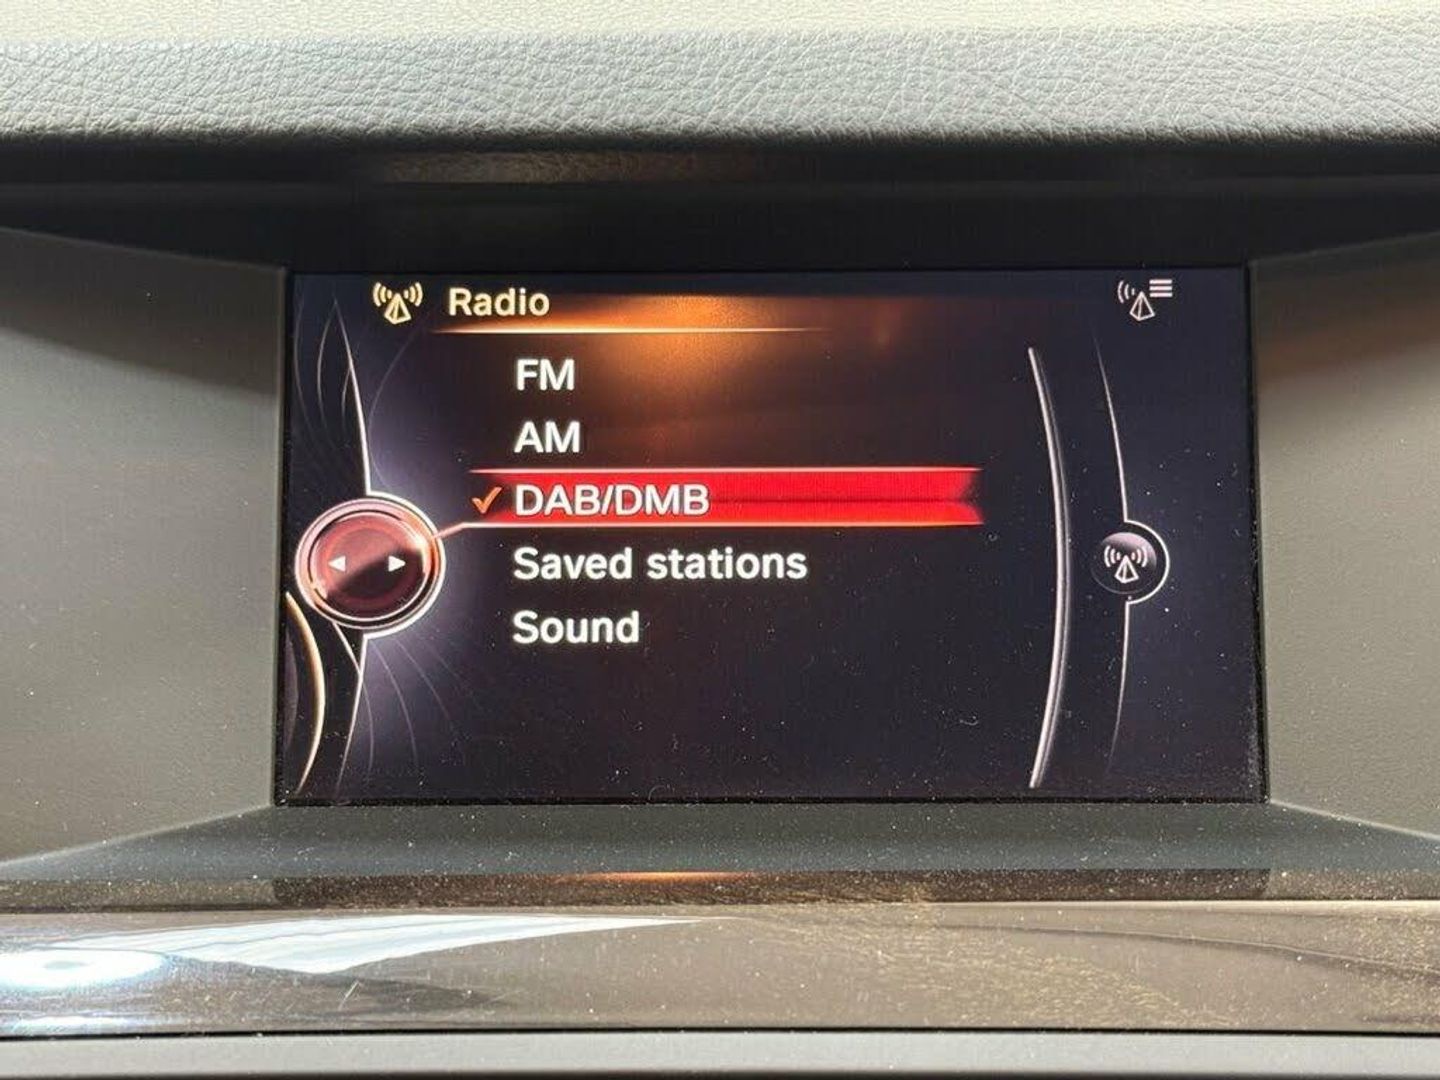 Radio
FM
AM
DAB/DMB
Saved stations
Sound